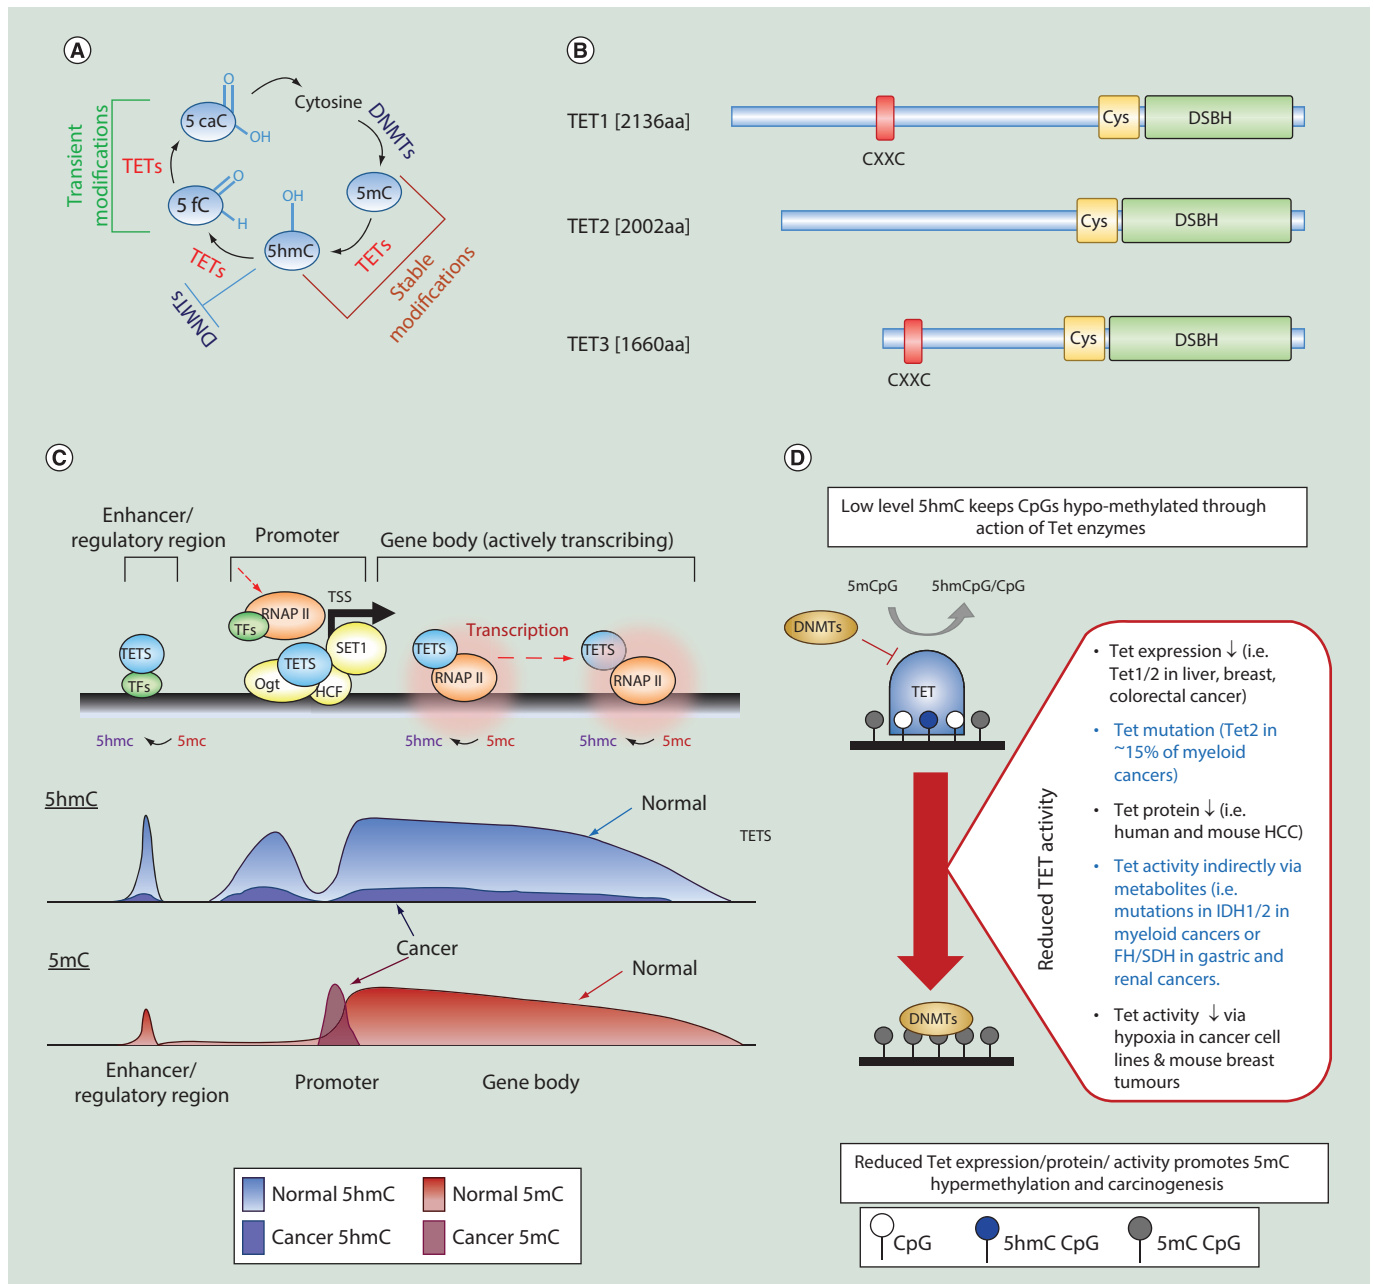 A
O
5 caC
OH
Cytosine
DNMTs
Transient
modifications
TETs
5mC
O
5 fC
H
OH
5hmC
TETs
TETs
Stable
modifications
DNMTs
B
TET1 [2136aa]
Cys
DSBH
CXXC
TET2 [2002aa]
Cys
DSBH
TET3 [1660aa]
Cys
DSBH
CXXC
C
Enhancer/
regulatory region
Promoter
Gene body (actively transcribing)
RNAP II
TFs
TSS
TETS
TFs
TETS
SET1
Ogt
HCF
TETS
RNAP II
Transcription
TETS
RNAP II
5hmc
5mc
5hmc
5mc
5hmc
5mc
5hmC
Normal
TETS
Cancer
5mC
Normal
Enhancer/
regulatory region
Promoter
Gene body
Normal 5hmC
Normal 5mC
Cancer 5hmC
Cancer 5mC
D
Low level 5hmC keeps CpGs hypo-methylated through
action of Tet enzymes
5mCpG
5hmCpG/CpG
DNMTs
TET
Reduced TET activity
• Tet expression ↓ (i.e.
Tet1/2 in liver, breast,
colorectal cancer)
• Tet mutation (Tet2 in
~15% of myeloid
cancers)
• Tet protein ↓ (i.e.
human and mouse HCC)
• Tet activity indirectly via
metabolites (i.e.
mutations in IDH1/2 in
myeloid cancers or
FH/SDH in gastric and
renal cancers.
• Tet activity ↓ via
hypoxia in cancer cell
lines & mouse breast
tumours
DNMTs
Reduced Tet expression/protein/ activity promotes 5mC
hypermethylation and carcinogenesis
CpG
5hmC CpG
5mC CpG